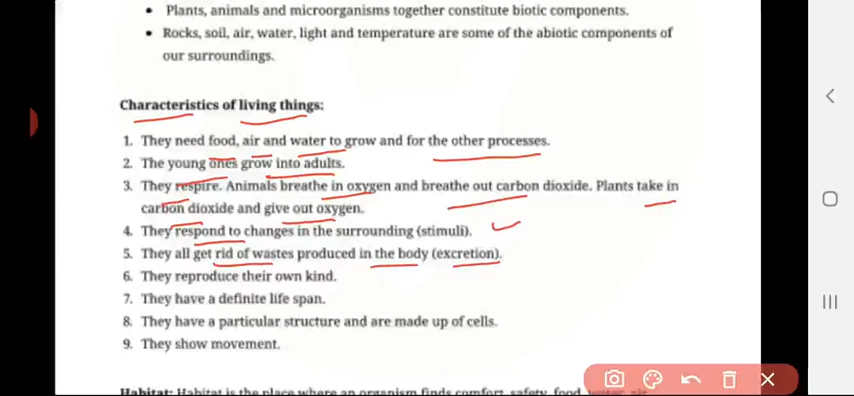 • Plants, animals and microorganisms together constitute biotic components.
• Rocks, soil, air, water, light and temperature are some of the abiotic components of
our surroundings.
Characteristics of living things:
1. They need food, air and water to grow and for the other processes.
2. The young ones grow into adults.
3. They respire. Animals breathe in oxygen and breathe out carbon dioxide. Plants take in
carbon dioxide and give out oxygen.
4. They respond to changes in the surrounding (stimuli).
5. They all get rid of wastes produced in the body (excretion).
6. They reproduce their own kind.
7. They have a definite life span.
8. They have a particular structure and are made up of cells.
9. They show movement.
Habitat: Habitat is the place where an organism finds comfort, safety, food,